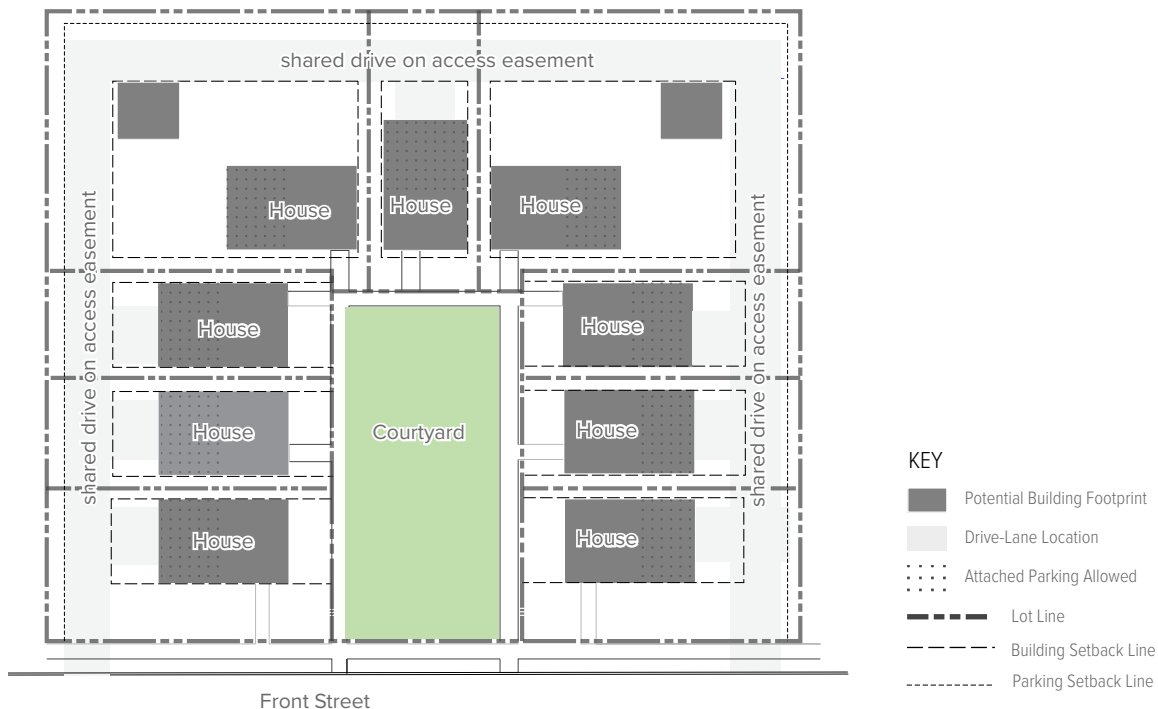 shared drive on access easement
House
House
House
shared drive on access easement
shared drive on access easement
House
House
House
Courtyard
House
House
House
Front Street
KEY
Potential Building Footprint
Drive-Lane Location
Attached Parking Allowed
Lot Line
Building Setback Line
Parking Setback Line